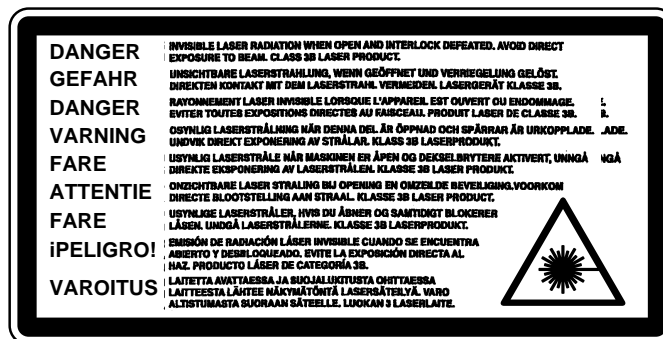 DANGER INVISIBLE LASER RADIATION WHEN OPEN AND INTERLOCK DEFEATED. AVOID DIRECT
EXPOSURE TO BEAM. CLASS 3B LASER PRODUCT.
GEFAHR UNSICHTBARE LASERSTRAHLUNG, WENN GEÖFFNET UND VERRIEGELUNG GELÖST.
DIREKTEN KONTAKT MIT DEM LASERSTRAHL VERMEIDEN. LASERGERÄT KLASSE 3B.
DANGER RAYONNEMENT LASER INVISIBLE LORSQUE L'APPAREIL EST OUVERT OU ENDOMMAGE. E.
EVITER TOUTES EXPOSITIONS DIRECTES AU FAISCEAU. PRODUIT LASER DE CLASSE 3B. B.
VARNING OSYNLIG LASERSTRÅLNING NÄR DENNA DEL ÄR ÖPPNAD OCH SPÄRRAR ÄR URKOPPLADE. ADE.
UNDVIK DIREKT EXPONERING AV STRÅLAR. KLASS 3B LASERPRODUKT.
FARE USYNLIG LASERSTRÅLE NÅR MASKINEN ER ÅPEN OG DEKSELBRYTERE AKTIVERT, UNNGÅ NGÅ
DIREKTE EKSPONERING AV LASERSTRÅLEN. KLASSE 3B LASER PRODUCT.
ATTENTIE ONZICHTBARE LASER STRALING BIJ OPENING EN OMZEILDE BEVEILIGING.VOORKOM
DIRECTE BLOOTSTELLING AAN STRAAL. KLASSE 3B LASER PRODUCT.
FARE USYNLIGE LASERSTRÅLER, HVIS DU ÅBNER OG SAMTIDIGT BLOKERER
LÅSEN. UNDGÅ LASERSTRÅLERNE. KLASSE 3B LASERPRODUKT.
¡PELIGRO! EMISIÓN DE RADIACIÓN LÁSER INVISIBLE CUANDO SE ENCUENTRA
ABIERTO Y DESBLOQUEADO. EVITE LA EXPOSICIÓN DIRECTA AL
HAZ. PRODUCTO LÁSER DE CATEGORÍA 3B.
VAROITUS LAITETTA AVATTAESSA JA SUOJALUKITUSTA OHITTAESSA
LAITTEESTA LÄHTEE NÄKYMÄTÖNTÄ LASERSÄTEILYÄ. VARO
ALTISTUMASTA SUORAAN SÄTEELLE. LUOKAN 3 LASERLAITE.